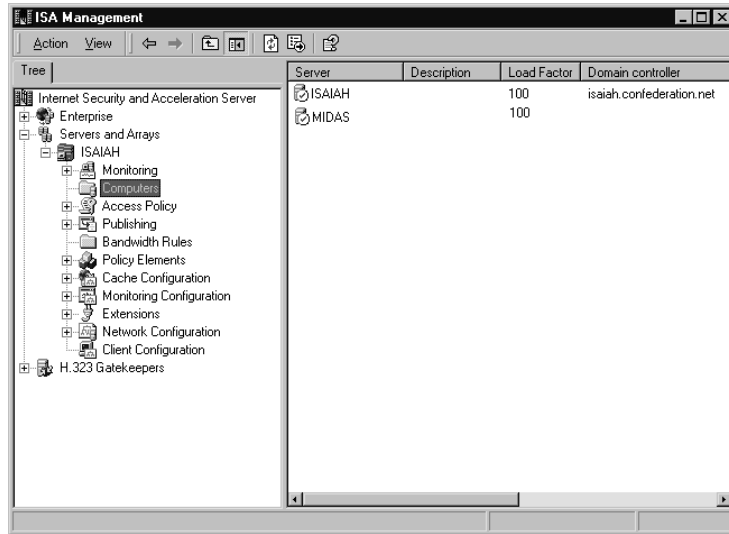 ISA Management
Action View
Tree
Internet Security and Acceleration Server
Enterprise
Servers and Arrays
ISAIAH
Monitoring
Computers
Access Policy
Publishing
Bandwidth Rules
Policy Elements
Cache Configuration
Monitoring Configuration
Extensions
Network Configuration
Client Configuration
H.323 Gatekeepers
Server Description Load Factor Domain controller
ISAIAH 100 isaiah.confederation.net
MIDAS 100